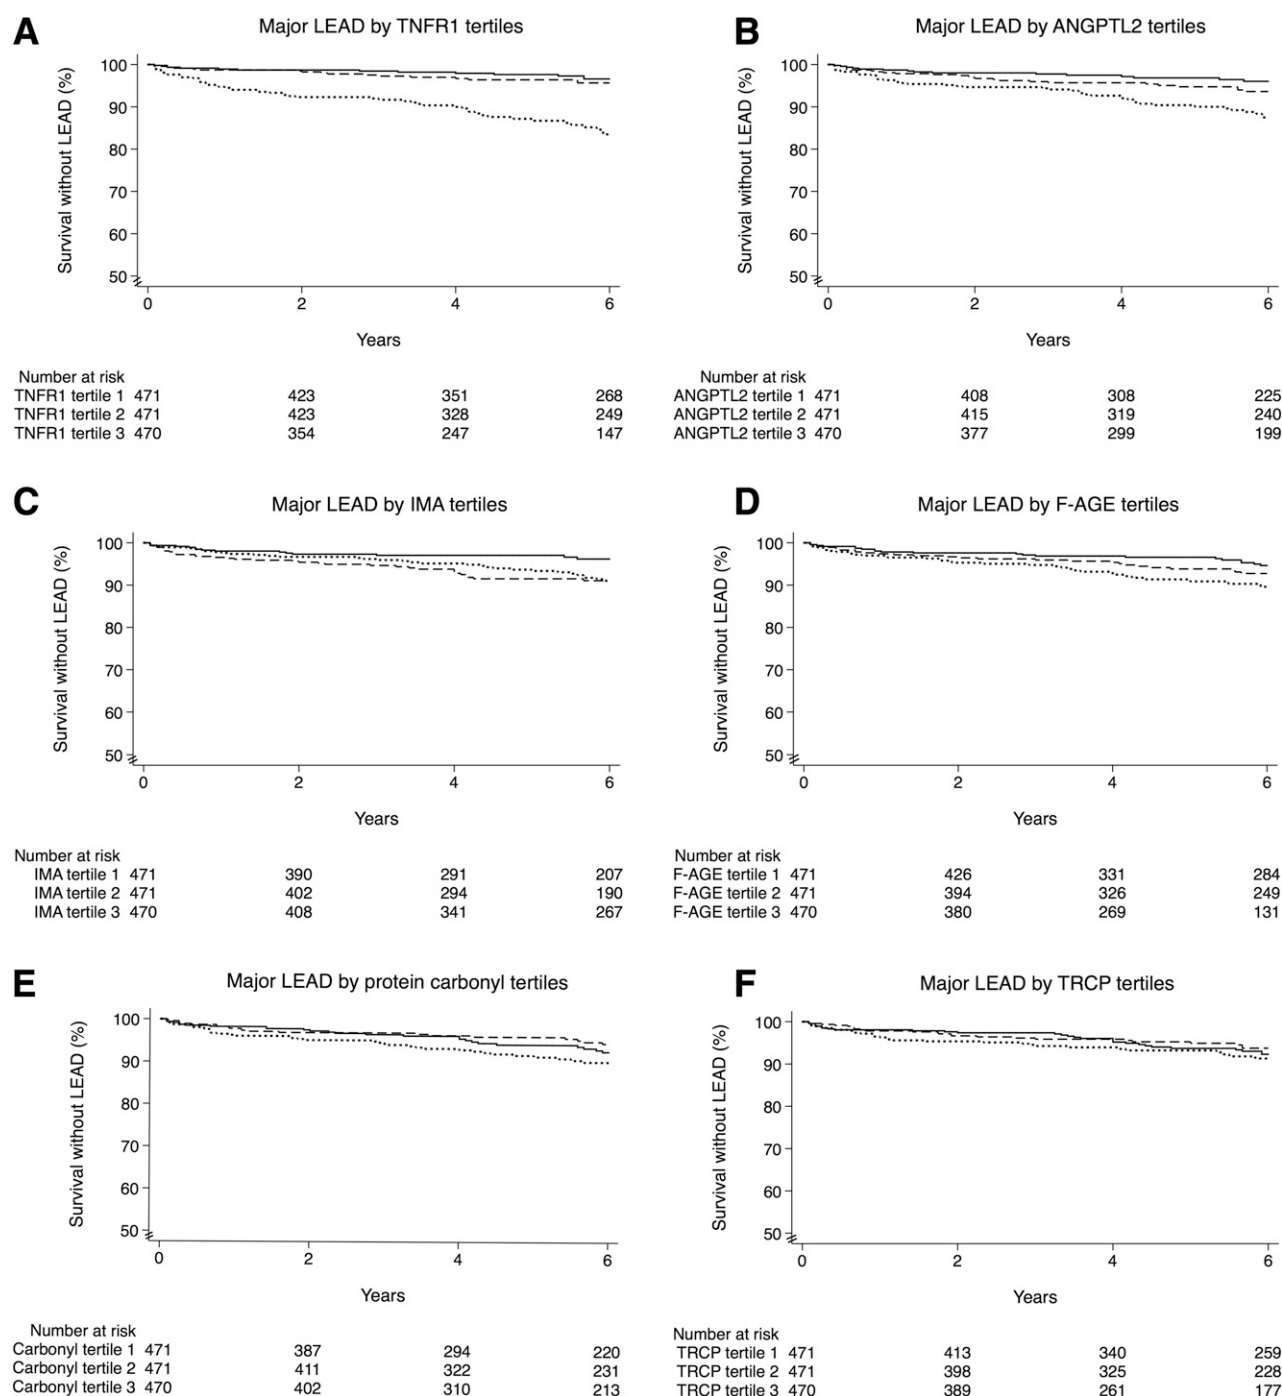 A
Major LEAD by TNFR1 tertiles
Survival without LEAD (%)
100
90
80
70
60
50
0 2 4 6
Years
Number at risk
TNFR1 tertile 1 471 423 351 268
TNFR1 tertile 2 471 423 328 249
TNFR1 tertile 3 470 354 247 147
B
Major LEAD by ANGPTL2 tertiles
Survival without LEAD (%)
100
90
80
70
60
50
0 2 4 6
Years
Number at risk
ANGPTL2 tertile 1 471 408 308 225
ANGPTL2 tertile 2 471 415 319 240
ANGPTL2 tertile 3 470 377 299 199
C
Major LEAD by IMA tertiles
Survival without LEAD (%)
100
90
80
70
60
50
0 2 4 6
Years
Number at risk
IMA tertile 1 471 390 291 207
IMA tertile 2 471 402 294 190
IMA tertile 3 470 408 341 267
D
Major LEAD by F-AGE tertiles
Survival without LEAD (%)
100
90
80
70
60
50
0 2 4 6
Years
Number at risk
F-AGE tertile 1 471 426 331 284
F-AGE tertile 2 471 394 326 249
F-AGE tertile 3 470 380 269 131
E
Major LEAD by protein carbonyl tertiles
Survival without LEAD (%)
100
90
80
70
60
50
0 2 4 6
Years
Number at risk
Carbonyl tertile 1 471 387 294 220
Carbonyl tertile 2 471 411 322 231
Carbonyl tertile 3 470 402 310 213
F
Major LEAD by TRCP tertiles
Survival without LEAD (%)
100
90
80
70
60
50
0 2 4 6
Years
Number at risk
TRCP tertile 1 471 413 340 259
TRCP tertile 2 471 398 325 228
TRCP tertile 3 470 389 261 177